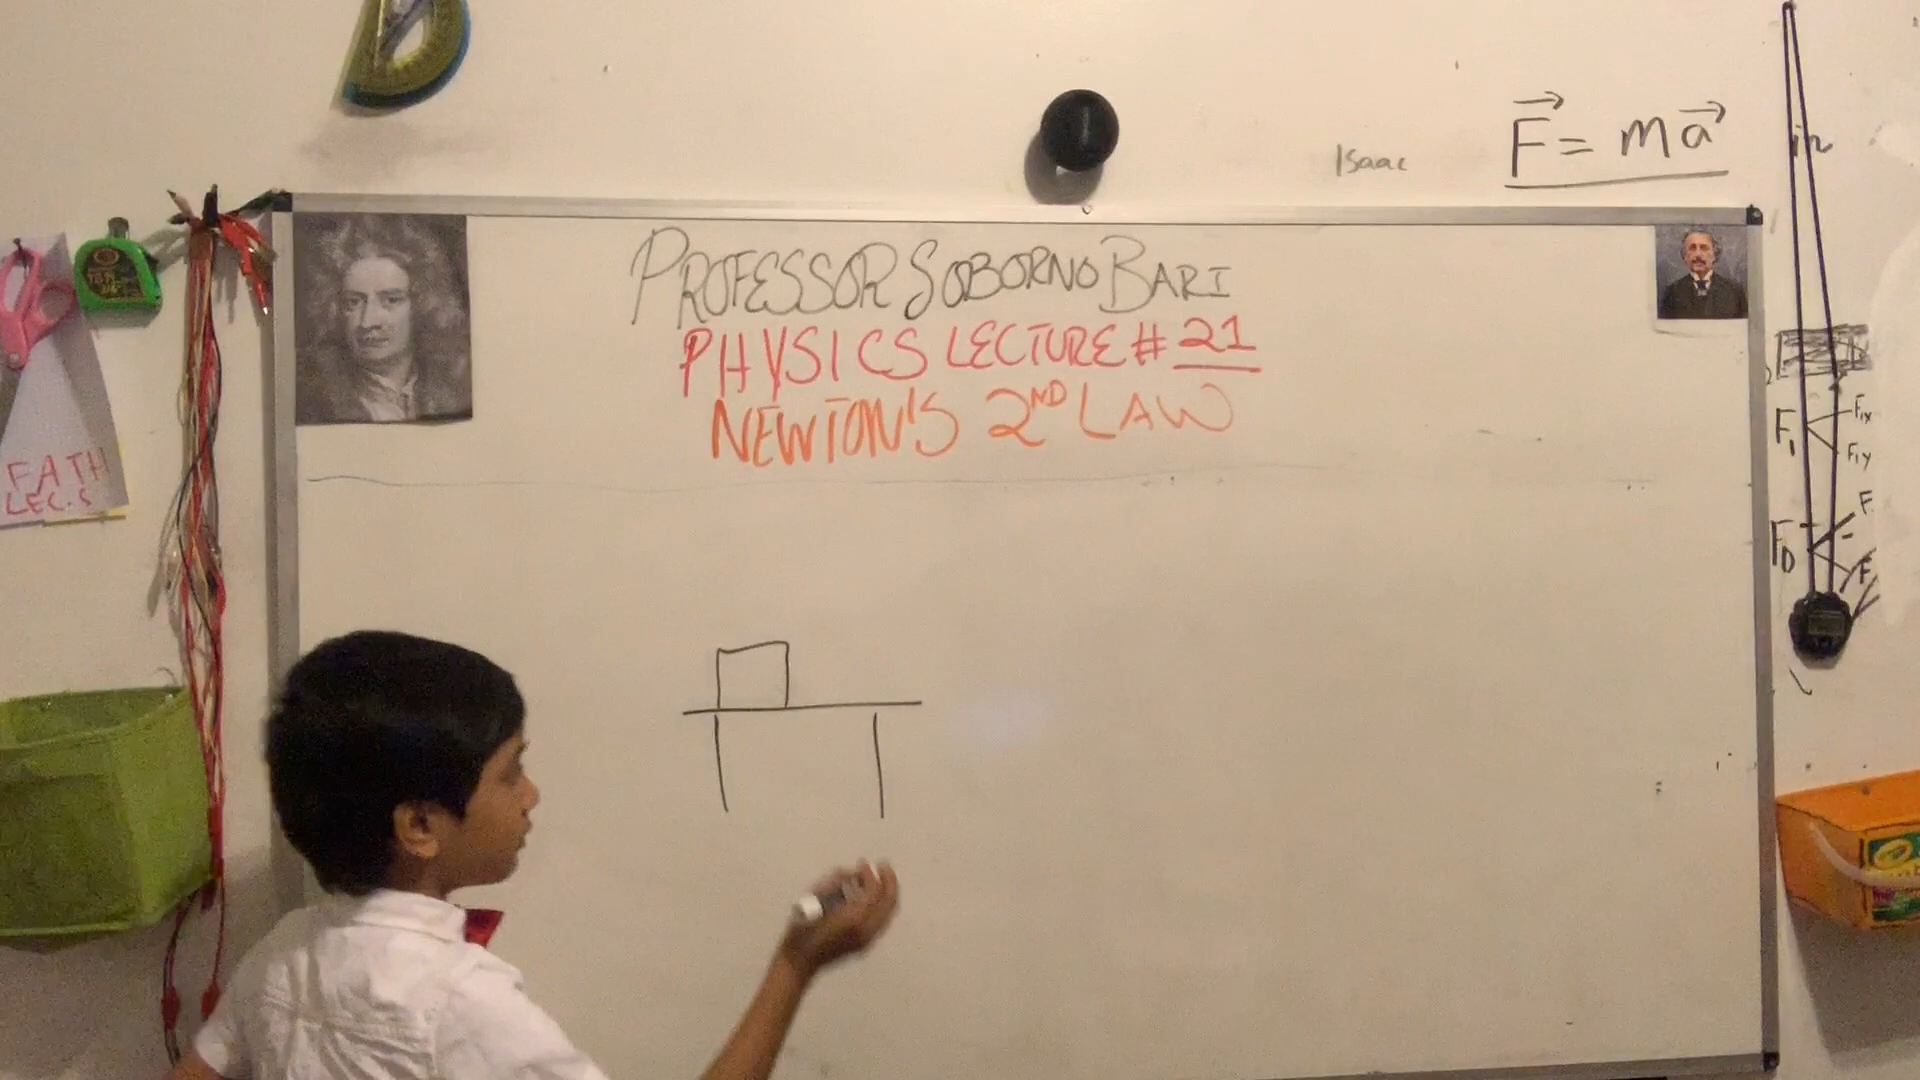 Isaac
F = ma
PROFESSOR SOBORNO BARI
PHYSICS LECTURE # 21
NEWTON'S 2ND LAW
FATH
LEC.5
F1
F1x
F1y
FD
F
F